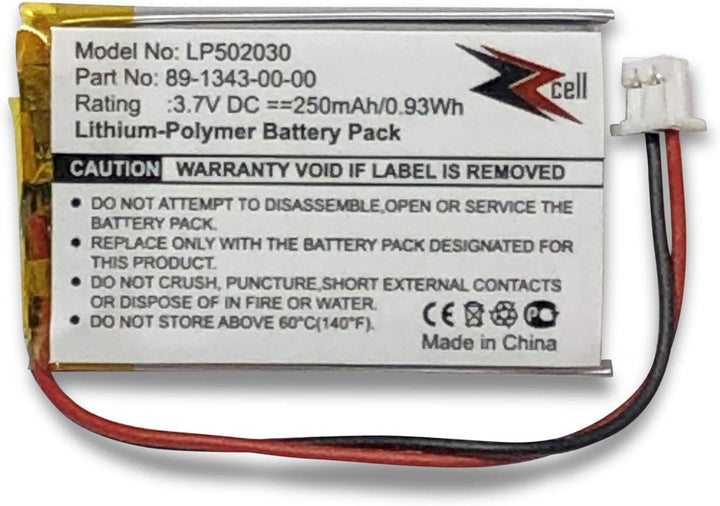 Model No: LP502030
Part No: 89-1343-00-00
Rating :3.7V DC ==250mAh/0.93Wh
Lithium-Polymer Battery Pack
cell
CAUTION WARRANTY VOID IF LABEL IS REMOVED
• DO NOT ATTEMPT TO DISASSEMBLE,OPEN OR SERVICE THE
BATTERY PACK.
• REPLACE ONLY WITH THE BATTERY PACK DESIGNATED FOR
THIS PRODUCT.
• DO NOT CRUSH, PUNCTURE,SHORT EXTERNAL CONTACTS
OR DISPOSE OF IN FIRE OR WATER.
• DO NOT STORE ABOVE 60°C(140°F).
CE
Made in China